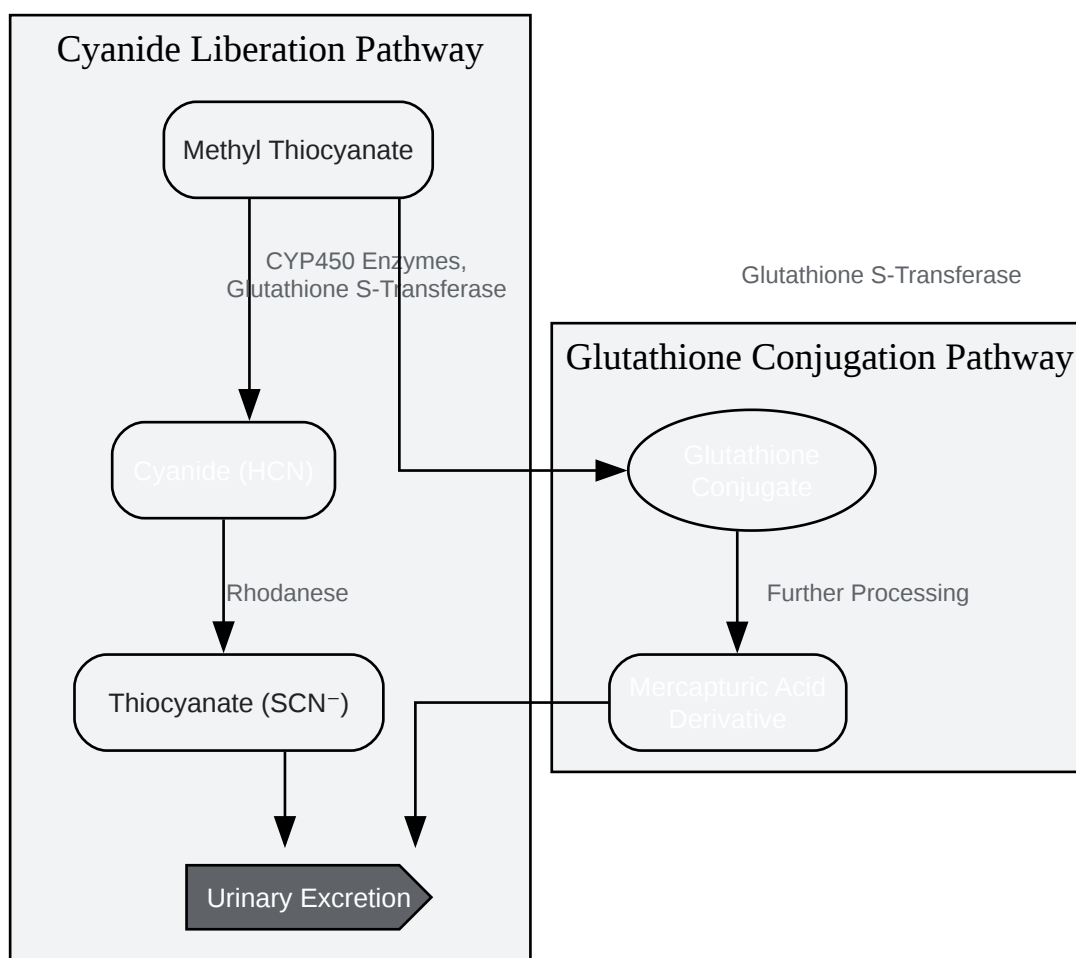 Cyanide Liberation Pathway
Methyl Thiocyanate
CYP450 Enzymes,
Glutathione S-Transferase
Glutathione S-Transferase
Glutathione Conjugation Pathway
Cyanide (HCN)
Glutathione
Conjugate
Rhodanese
Further Processing
Thiocyanate (SCN⁻)
Mercapturic Acid
Derivative
Urinary Excretion